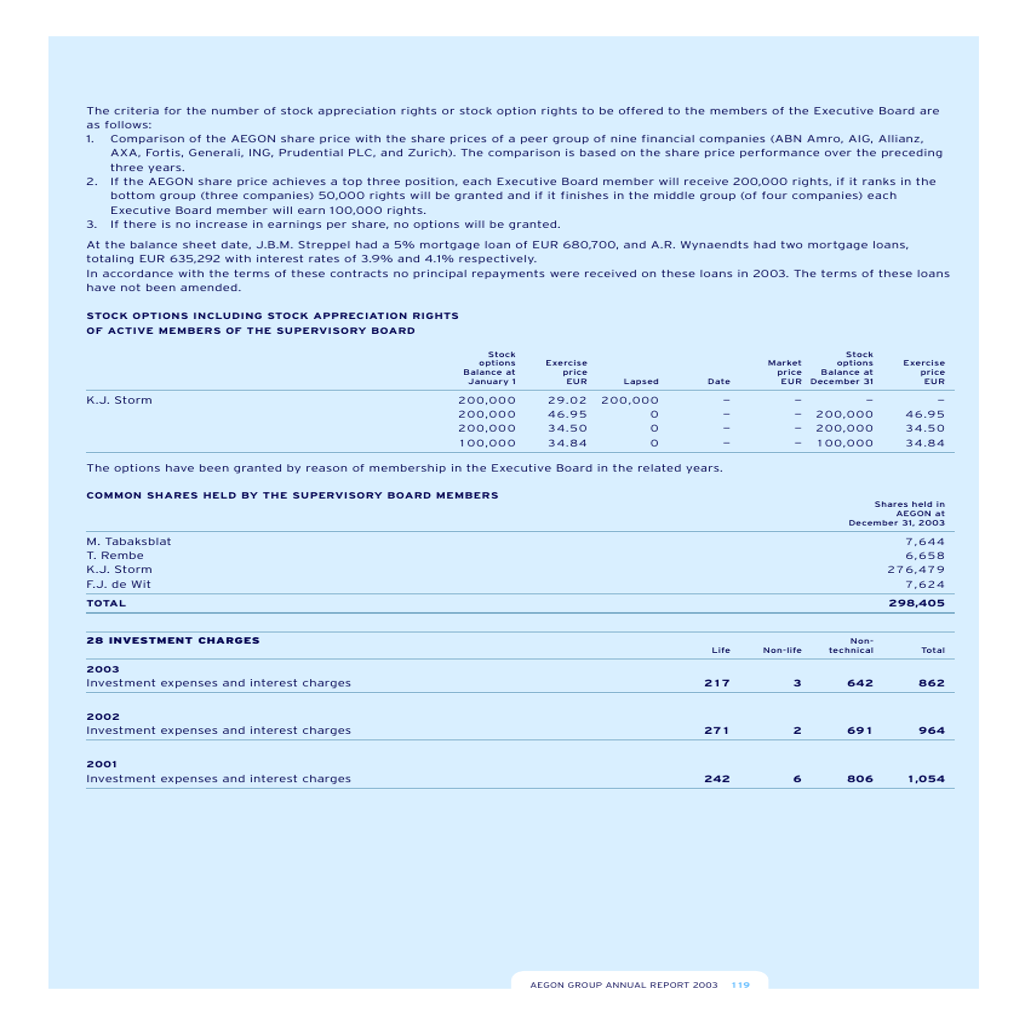 The criteria for the number of stock appreciation rights or stock option rights to be offered to the members of the Executive Board are
as follows:
1. Comparison of the AEGON share price with the share prices of a peer group of nine financial companies (ABN Amro, AIG, Allianz,
AXA, Fortis, Generali, ING, Prudential PLC, and Zurich). The comparison is based on the share price performance over the preceding
three years.
2. If the AEGON share price achieves a top three position, each Executive Board member will receive 200,000 rights, if it ranks in the
bottom group (three companies) 50,000 rights will be granted and if it finishes in the middle group (of four companies) each
Executive Board member will earn 100,000 rights.
3. If there is no increase in earnings per share, no options will be granted.
At the balance sheet date, J.B.M. Streppel had a 5% mortgage loan of EUR 680,700, and A.R. Wynaendts had two mortgage loans,
totaling EUR 635,292 with interest rates of 3.9% and 4.1% respectively.
In accordance with the terms of these contracts no principal repayments were received on these loans in 2003. The terms of these loans
have not been amended.
STOCK OPTIONS INCLUDING STOCK APPRECIATION RIGHTS
OF ACTIVE MEMBERS OF THE SUPERVISORY BOARD
Stock Stock
options Exercise Market options Exercise
Balance at price price Balance at price
January 1 EUR Lapsed Date EUR December 31 EUR
K.J. Storm 200,000 29.02 200,000 – – – –
200,000 46.95 0 – – 200,000 46.95
200,000 34.50 0 – – 200,000 34.50
100,000 34.84 0 – – 100,000 34.84
The options have been granted by reason of membership in the Executive Board in the related years.
COMMON SHARES HELD BY THE SUPERVISORY BOARD MEMBERS
Shares held in
AEGON at
December 31, 2003
M. Tabaksblat 7,644
T. Rembe 6,658
K.J. Storm 276,479
F.J. de Wit 7,624
TOTAL 298,405
28 INVESTMENT CHARGES Non-
Life Non-life technical Total
2003
Investment expenses and interest charges 217 3 642 862
2002
Investment expenses and interest charges 271 2 691 964
2001
Investment expenses and interest charges 242 6 806 1,054
AEGON GROUP ANNUAL REPORT 2003 119